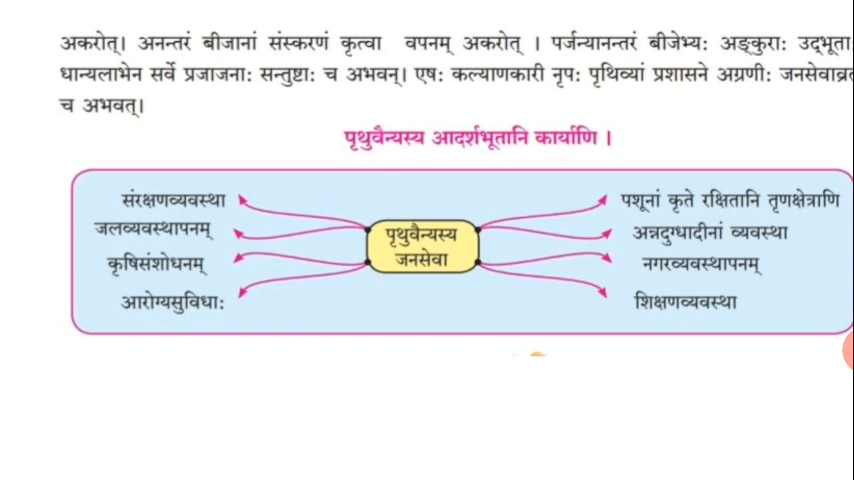 अकरोत्। अनन्तरं बीजानां संस्करणं कृत्वा वपनम् अकरोत् । पर्जन्यानन्तरं बीजेभ्यः अङ्कुराः उद्भूताः
धान्यलाभेन सर्वे प्रजाजनाः सन्तुष्टाः च अभवन्। एषः कल्याणकारी नृपः पृथिव्यां प्रशासने अग्रणीः
च अभवत्।
पृथुवैन्यस्य आदर्शभूतानि कार्याणि ।
संरक्षणव्यवस्था
जलव्यवस्थापनम्
कृषिसंशोधनम्
आरोग्यसुविधाः
पृथुवैन्यस्य
जनसेवा
पशूनां कृते रक्षितानि तृणक्षेत्राणि
अन्नदुग्धादीनां व्यवस्था
नगरव्यवस्थापनम्
शिक्षणव्यवस्था